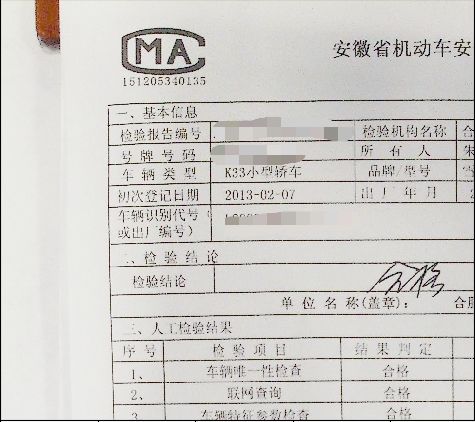 CMA
151205340135
安徽省机动车安
一、基本信息
检验报告编号
检验机构名称 合
号牌号码
所有人 朱
车辆类型 K33小型轿车 品牌/型号
初次登记日期 2013-02-07 出厂年月 2
车辆识别代号(
或出厂编号)
二、检验结论
检验结论 合格
单位名称(盖章): 合肥
三、人工检验结果
序号 检验项目 结果判定
1、 车辆唯一性检查 合格
2、 联网查询 合格
3 车辆特征参数检查 合格